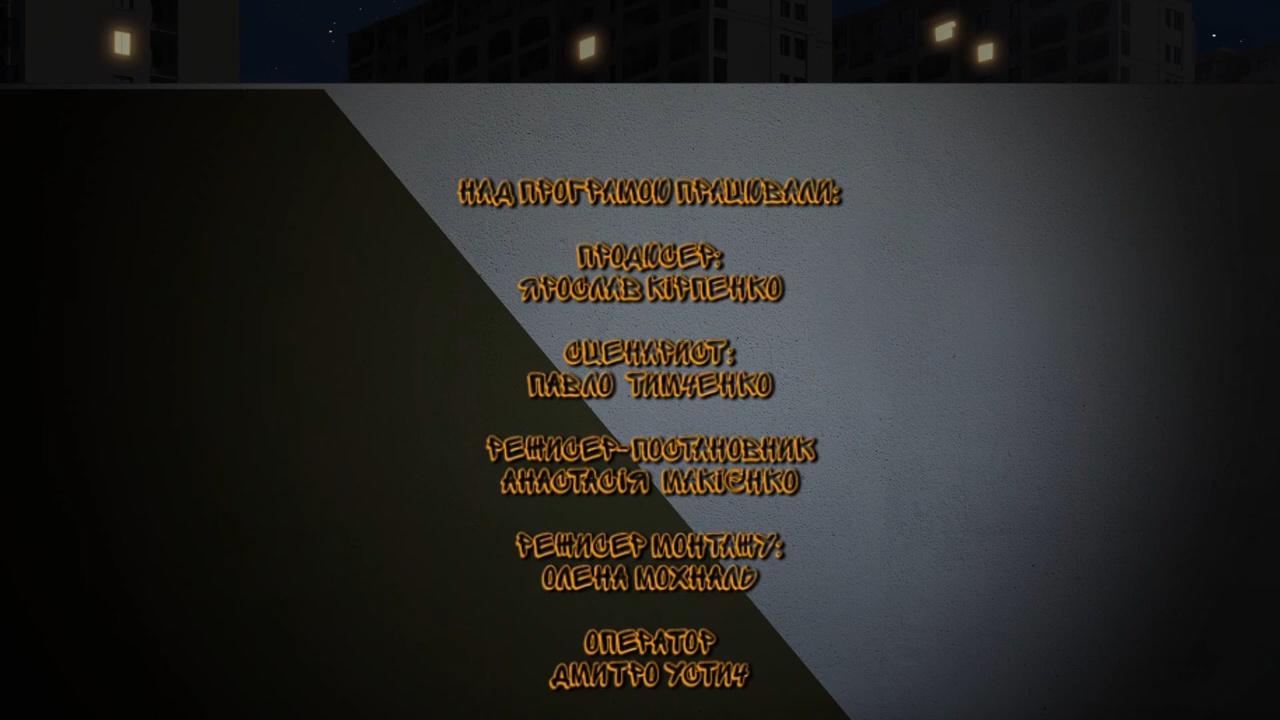 НАД ПРОГРАМОЮ ПРАЦЮВАЛИ:
ПРОДЮСЕР:
ЯРОСЛАВ КІРПЕНКО
СЦЕНАРИСТ:
ПАВЛО ТИМЧЕНКО
РЕЖИСЕР-ПОСТАНОВНИК
АНАСТАСІЯ МАКІЄНКО
РЕЖИСЕР МОНТАЖУ:
ОЛЕНА МОХНАЛЬ
ОПЕРАТОР
ДМИТРО УСТИЧ